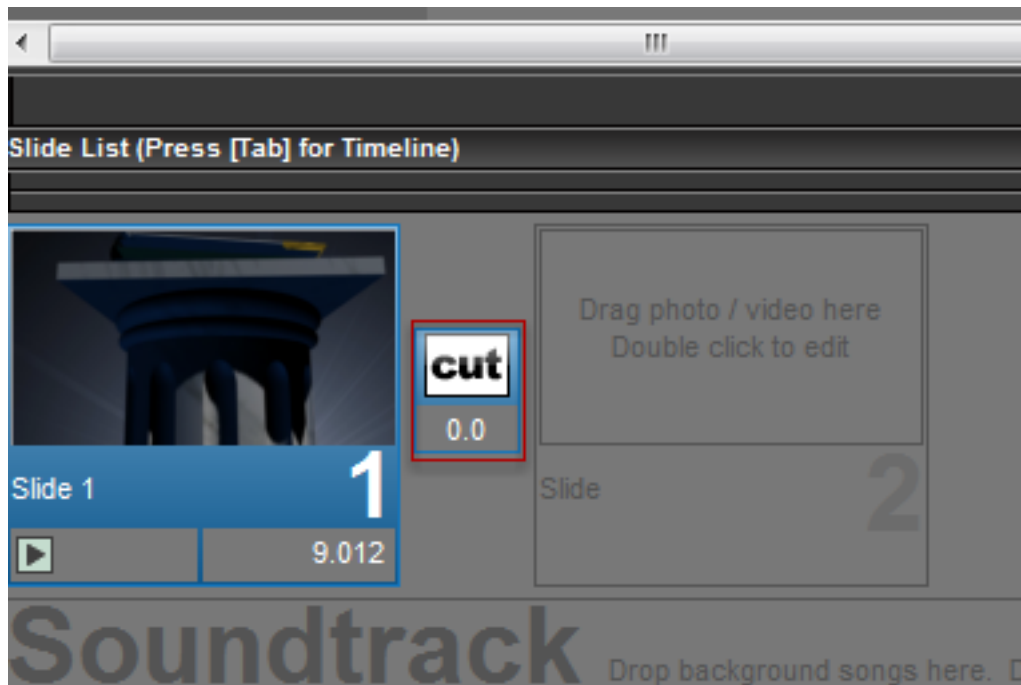 Slide List (Press [Tab] for Timeline)
Drag photo / video here
Double click to edit
cut
0.0
Slide 1
1
Slide
2
9.012
Soundtrack
Drop background songs here.